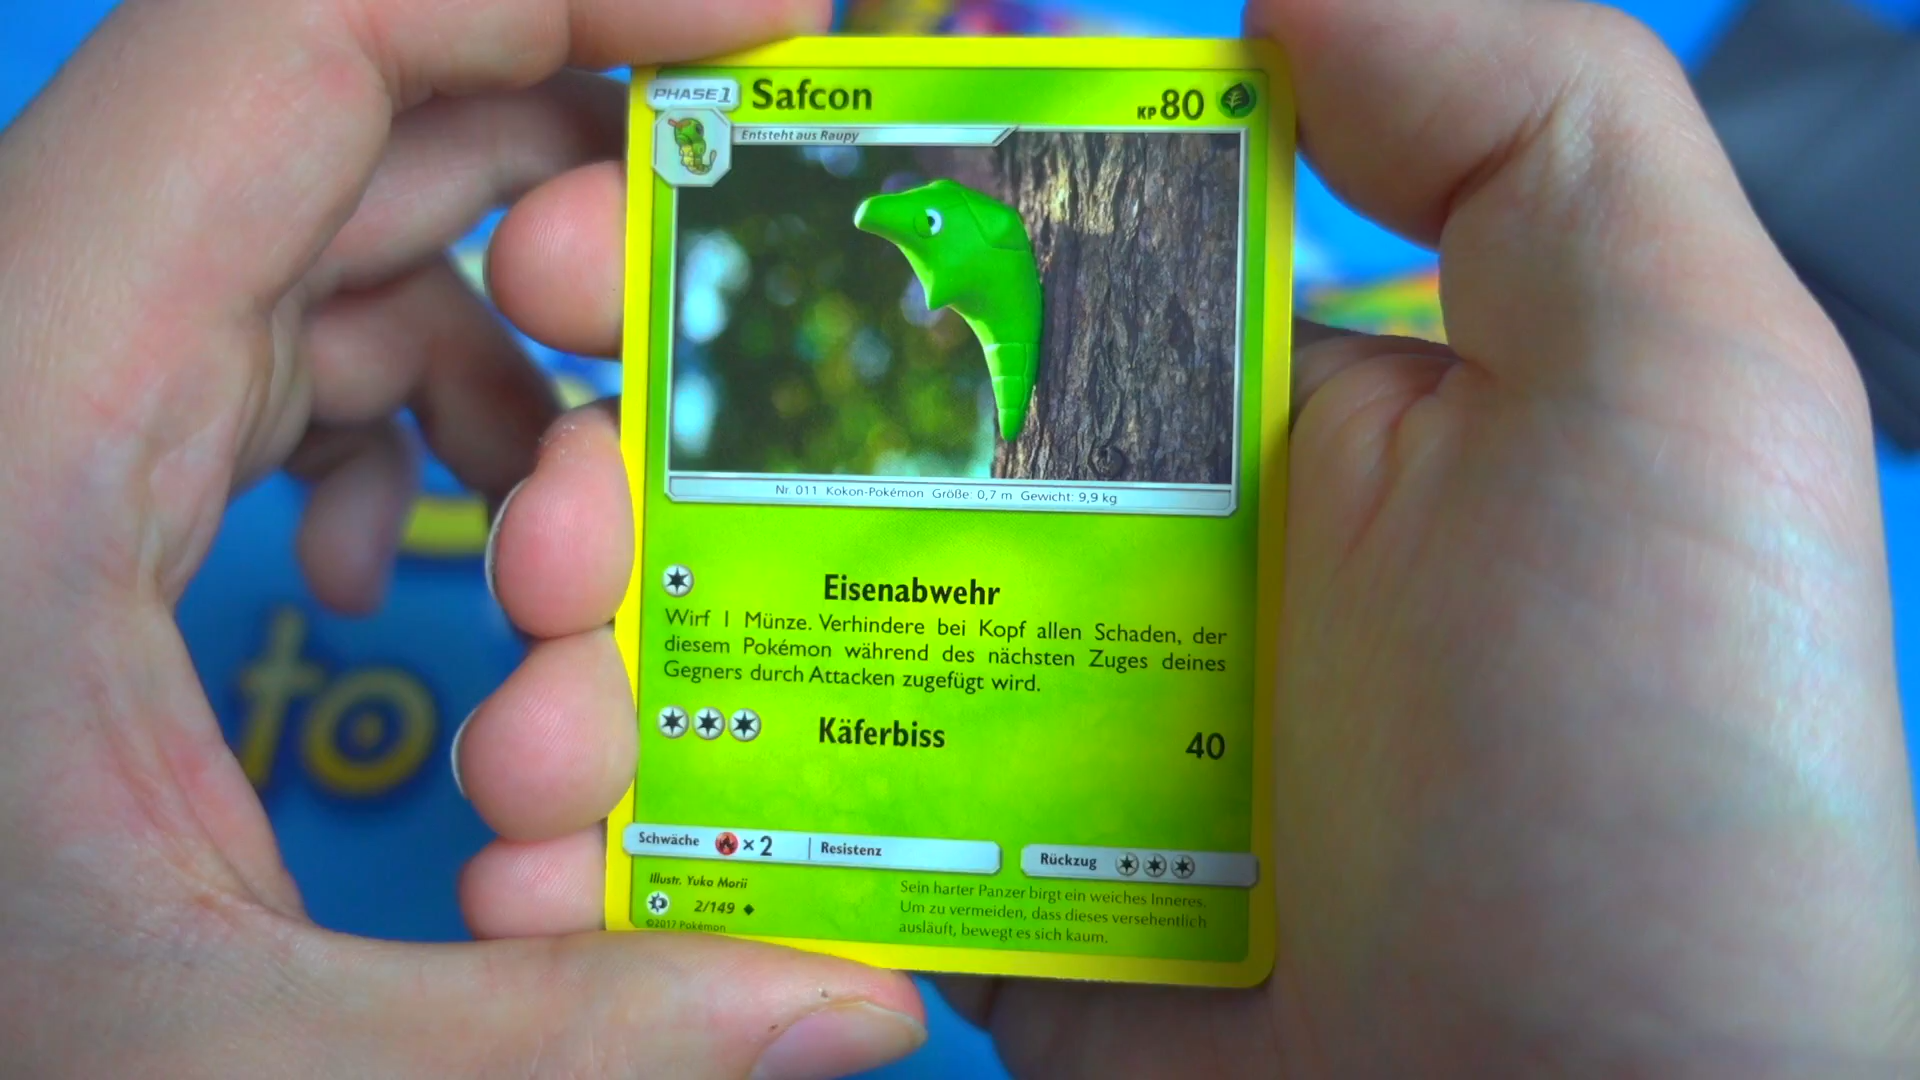 PHASE 1
Safcon
KP 80
Entsteht aus Raupy
Nr. 011 Kokon-Pokémon Größe: 0,7 m Gewicht: 9,9 kg
Eisenabwehr
Wirf 1 Münze. Verhindere bei Kopf allen Schaden, der
diesem Pokémon während des nächsten Zuges deines
Gegners durch Attacken zugefügt wird.
Käferbiss 40
Schwäche × 2 Resistenz Rückzug
Illustr. Yuka Morii
2/149
©2017 Pokémon
Sein harter Panzer birgt ein weiches Inneres.
Um zu vermeiden, dass dieses versehentlich
ausläuft, bewegt es sich kaum.
to